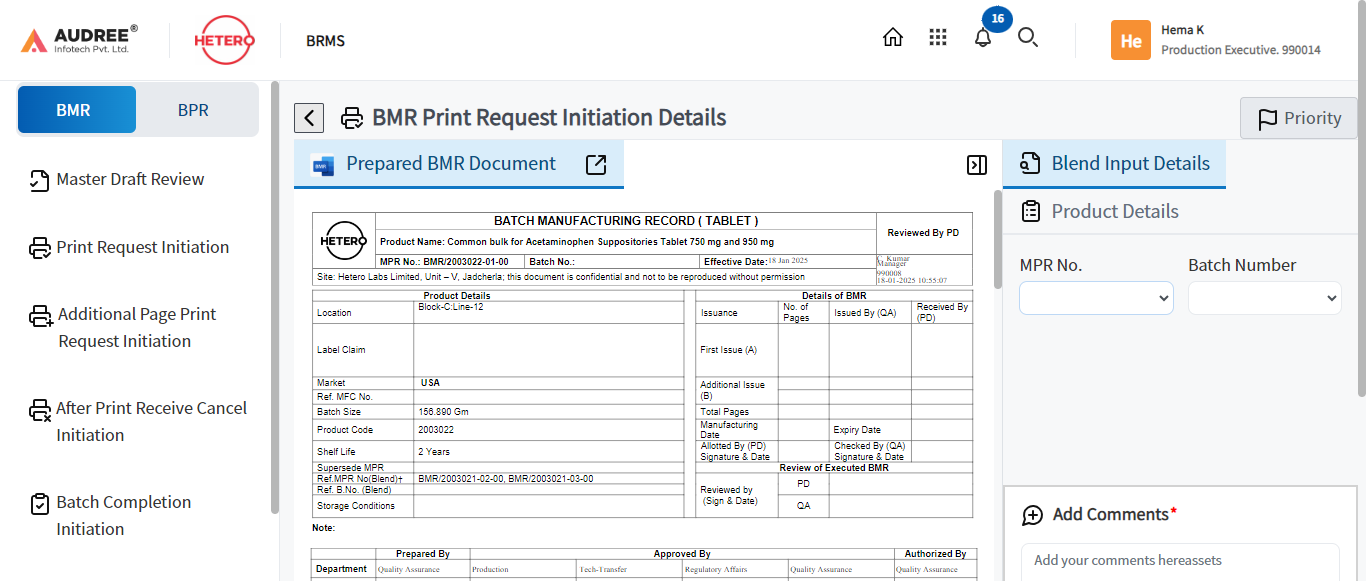 AUDREE®
Infotech Pvt. Ltd.
HETERO
BRMS
16
He
Hema K
Production Executive. 990014
BMR
BPR
Master Draft Review
Print Request Initiation
Additional Page Print
Request Initiation
After Print Receive Cancel
Initiation
Batch Completion
Initiation
BMR Print Request Initiation Details
Priority
BMR
Prepared BMR Document
Blend Input Details
Product Details
MPR No.
Batch Number
HETERO
BATCH MANUFACTURING RECORD ( TABLET )
Product Name: Common bulk for Acetaminophen Suppositories Tablet 750 mg and 950 mg
Reviewed By PD
MPR No.: BMR/2003022-01-00
Batch No.:
Effective Date:18 Jan 2025
C. Kumar
Manager
990008
18-01-2025 10:55:07
Site: Hetero Labs Limited, Unit – V, Jadcherla; this document is confidential and not to be reproduced without permission
Product Details
Location
Block-C:Line-12
Label Claim
Market
USA
Ref. MFC No.
Batch Size
156.890 Gm
Product Code
2003022
Shelf Life
2 Years
Supersede MPR
Ref.MPR No(Blend)+
BMR/2003021-02-00, BMR/2003021-03-00
Ref. B.No. (Blend)
Storage Conditions
Details of BMR
Issuance
No. of
Pages
Issued By (QA)
Received By
(PD)
First Issue (A)
Additional Issue
(B)
Total Pages
Manufacturing
Date
Expiry Date
Allotted By (PD)
Signature & Date
Checked By (QA)
Signature & Date
Review of Executed BMR
Reviewed by
(Sign & Date)
PD
QA
Note:
Prepared By
Approved By
Authorized By
Department
Quality Assurance
Production
Tech-Transfer
Regulatory Affairs
Quality Assurance
Quality Assurance
Add Comments*
Add your comments hereassets